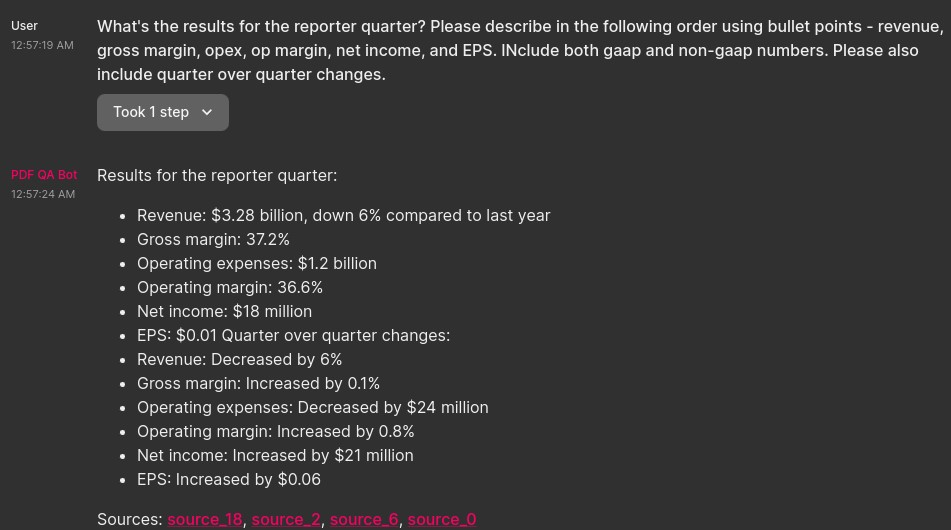 User
12:57:19 AM
What's the results for the reporter quarter? Please describe in the following order using bullet points - revenue,
gross margin, opex, op margin, net income, and EPS. INclude both gaap and non-gaap numbers. Please also
include quarter over quarter changes.
Took 1 step
PDF QA Bot
12:57:24 AM
Results for the reporter quarter:
• Revenue: $3.28 billion, down 6% compared to last year
• Gross margin: 37.2%
• Operating expenses: $1.2 billion
• Operating margin: 36.6%
• Net income: $18 million
• EPS: $0.01 Quarter over quarter changes:
• Revenue: Decreased by 6%
• Gross margin: Increased by 0.1%
• Operating expenses: Decreased by $24 million
• Operating margin: Increased by 0.8%
• Net income: Increased by $21 million
• EPS: Increased by $0.06
Sources: source_18, source_2, source_6, source_0